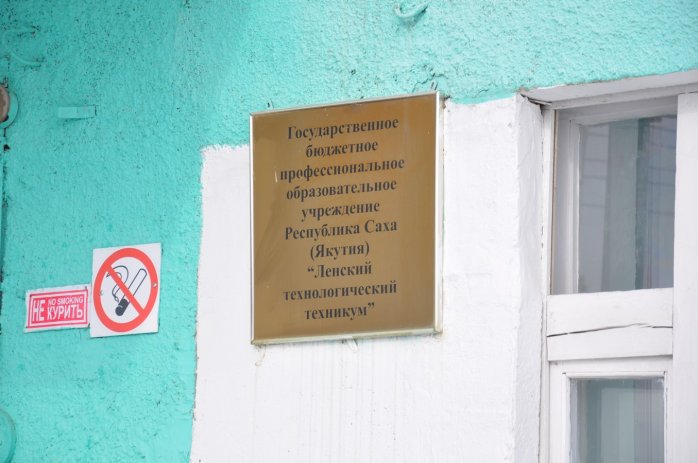 Государственное
бюджетное
профессиональное
образовательное
учреждение
Республика Саха
(Якутия)
“Ленский
технологический
техникум”
НЕ NO SMOKING
КУРИТЬ